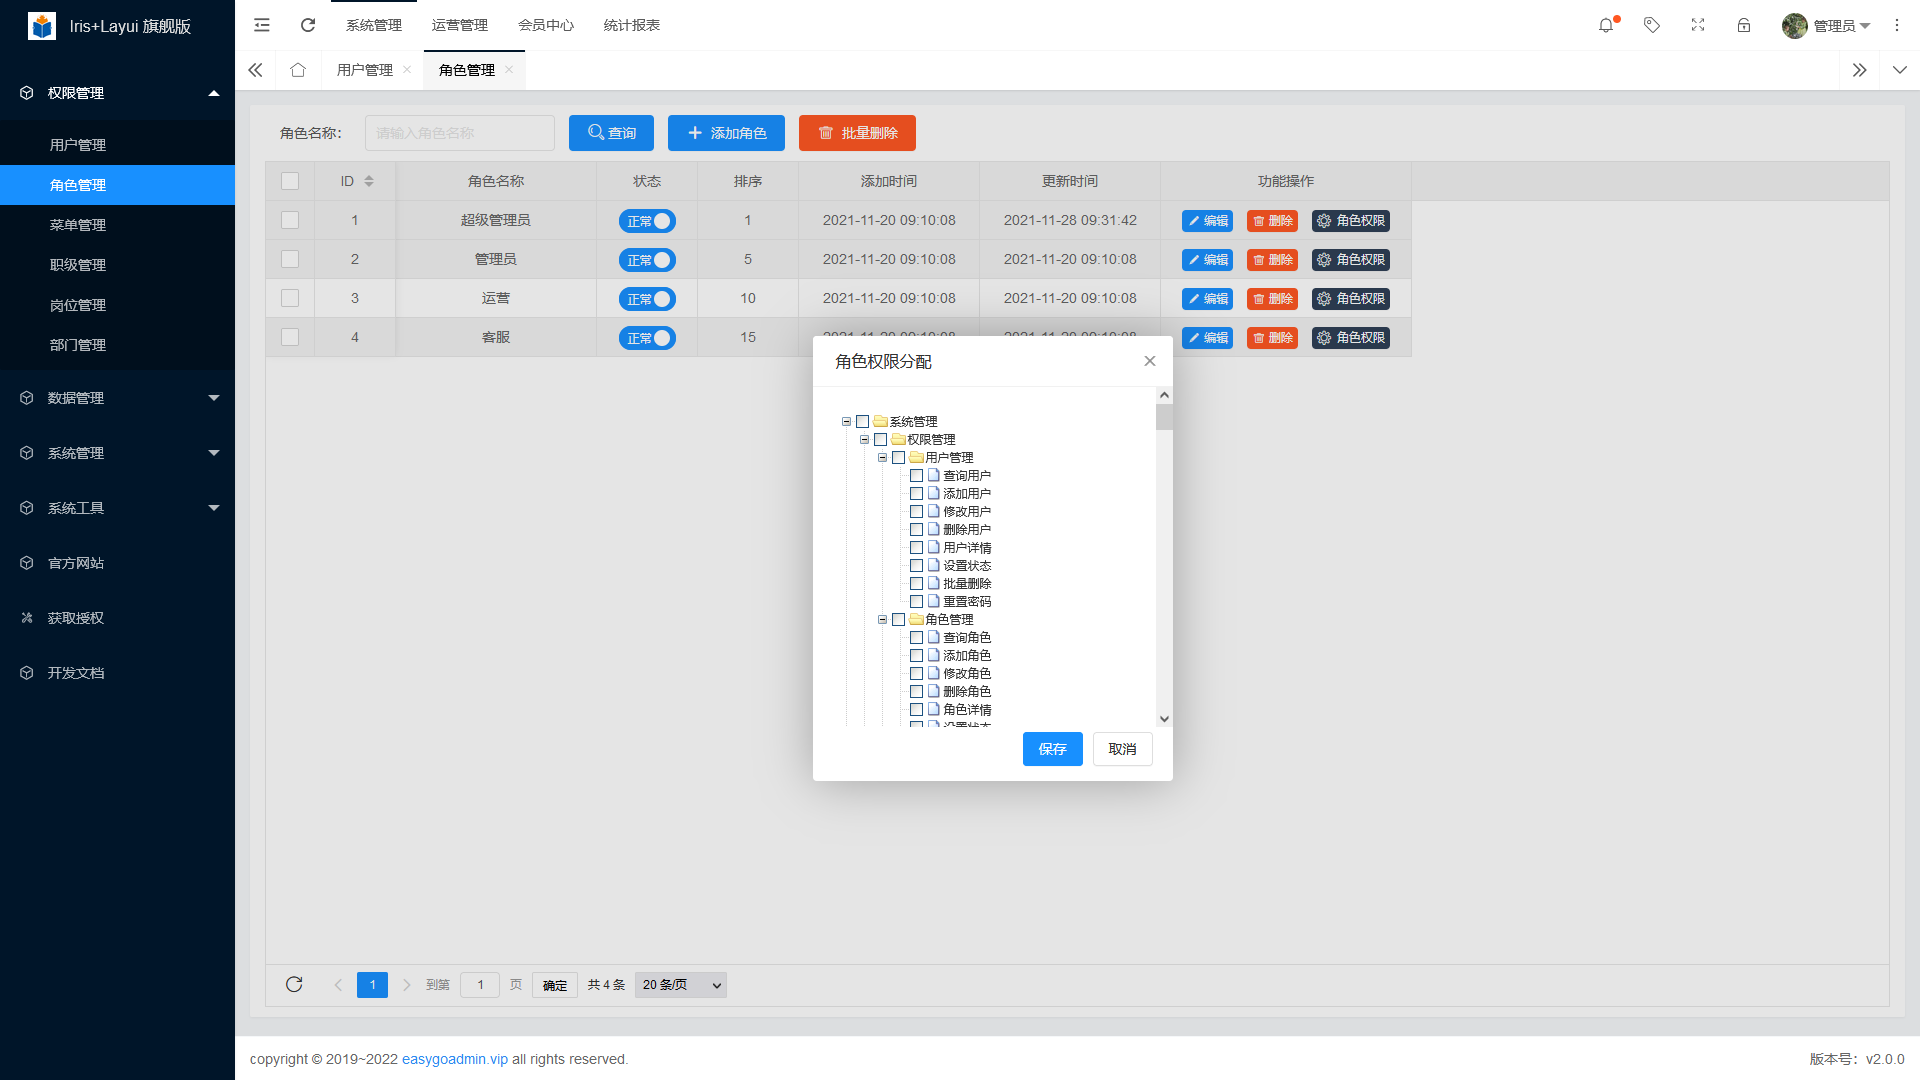 Iris+Layui 旗舰版
系统管理 运营管理 会员中心 统计报表
管理员
用户管理 角色管理
权限管理
用户管理
角色管理
菜单管理
职级管理
岗位管理
部门管理
数据管理
系统管理
系统工具
官方网站
获取授权
开发文档
角色名称： 请输入角色名称 查询 添加角色 批量删除
ID 角色名称 状态 排序 添加时间 更新时间 功能操作
1 超级管理员 正常 1 2021-11-20 09:10:08 2021-11-28 09:31:42 编辑 删除 角色权限
2 管理员 正常 5 2021-11-20 09:10:08 2021-11-20 09:10:08 编辑 删除 角色权限
3 运营 正常 10 2021-11-20 09:10:08 2021-11-20 09:10:08 编辑 删除 角色权限
4 客服 正常 15 2021-11-20 09:10:08 2021-11-20 09:10:08 编辑 删除 角色权限
角色权限分配
系统管理
权限管理
用户管理
查询用户
添加用户
修改用户
删除用户
用户详情
设置状态
批量删除
重置密码
角色管理
查询角色
添加角色
修改角色
删除角色
角色详情
设置状态
保存 取消
1 到第 1 页 确定 共 4 条 20 条/页
copyright © 2019~2022 easygoadmin.vip all rights reserved.
版本号：v2.0.0